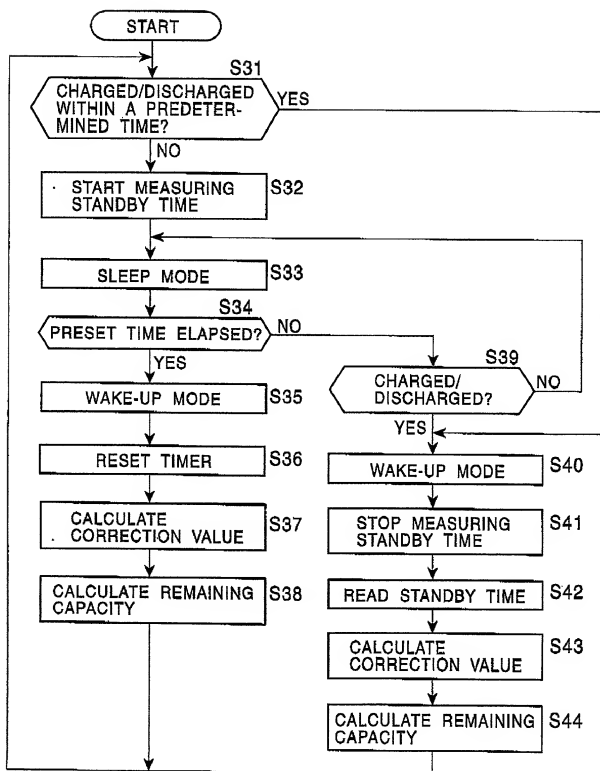 START
S31
CHARGED/DISCHARGED
WITHIN A PREDETER-
MINED TIME?
YES
NO
START MEASURING
STANDBY TIME
S32
SLEEP MODE
S33
S34
PRESET TIME ELAPSED?
NO
YES
S39
CHARGED/
DISCHARGED?
NO
YES
WAKE-UP MODE
S35
RESET TIMER
S36
CALCULATE
CORRECTION VALUE
S37
CALCULATE REMAINING
CAPACITY
S38
WAKE-UP MODE
S40
STOP MEASURING
STANDBY TIME
S41
READ STANDBY TIME
S42
CALCULATE
CORRECTION VALUE
S43
CALCULATE REMAINING
CAPACITY
S44